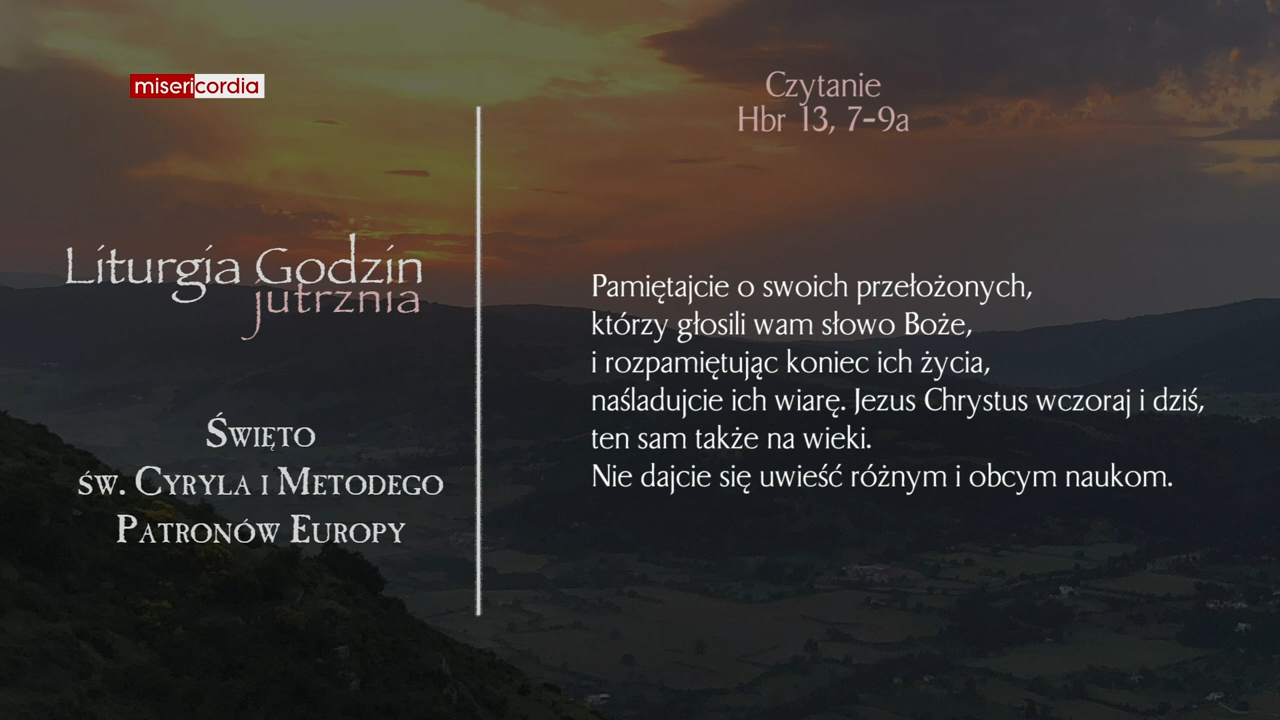 misericordia
Liturgia Godzin
jutrznia
Święto
św. Cyryla i Metodego
Patronów Europy
Czytanie
Hbr 13, 7-9a
Pamiętajcie o swoich przełożonych,
którzy głosili wam słowo Boże,
i rozpamiętując koniec ich życia,
naśladujcie ich wiarę. Jezus Chrystus wczoraj i dziś,
ten sam także na wieki.
Nie dajcie się uwieść różnym i obcym naukom.